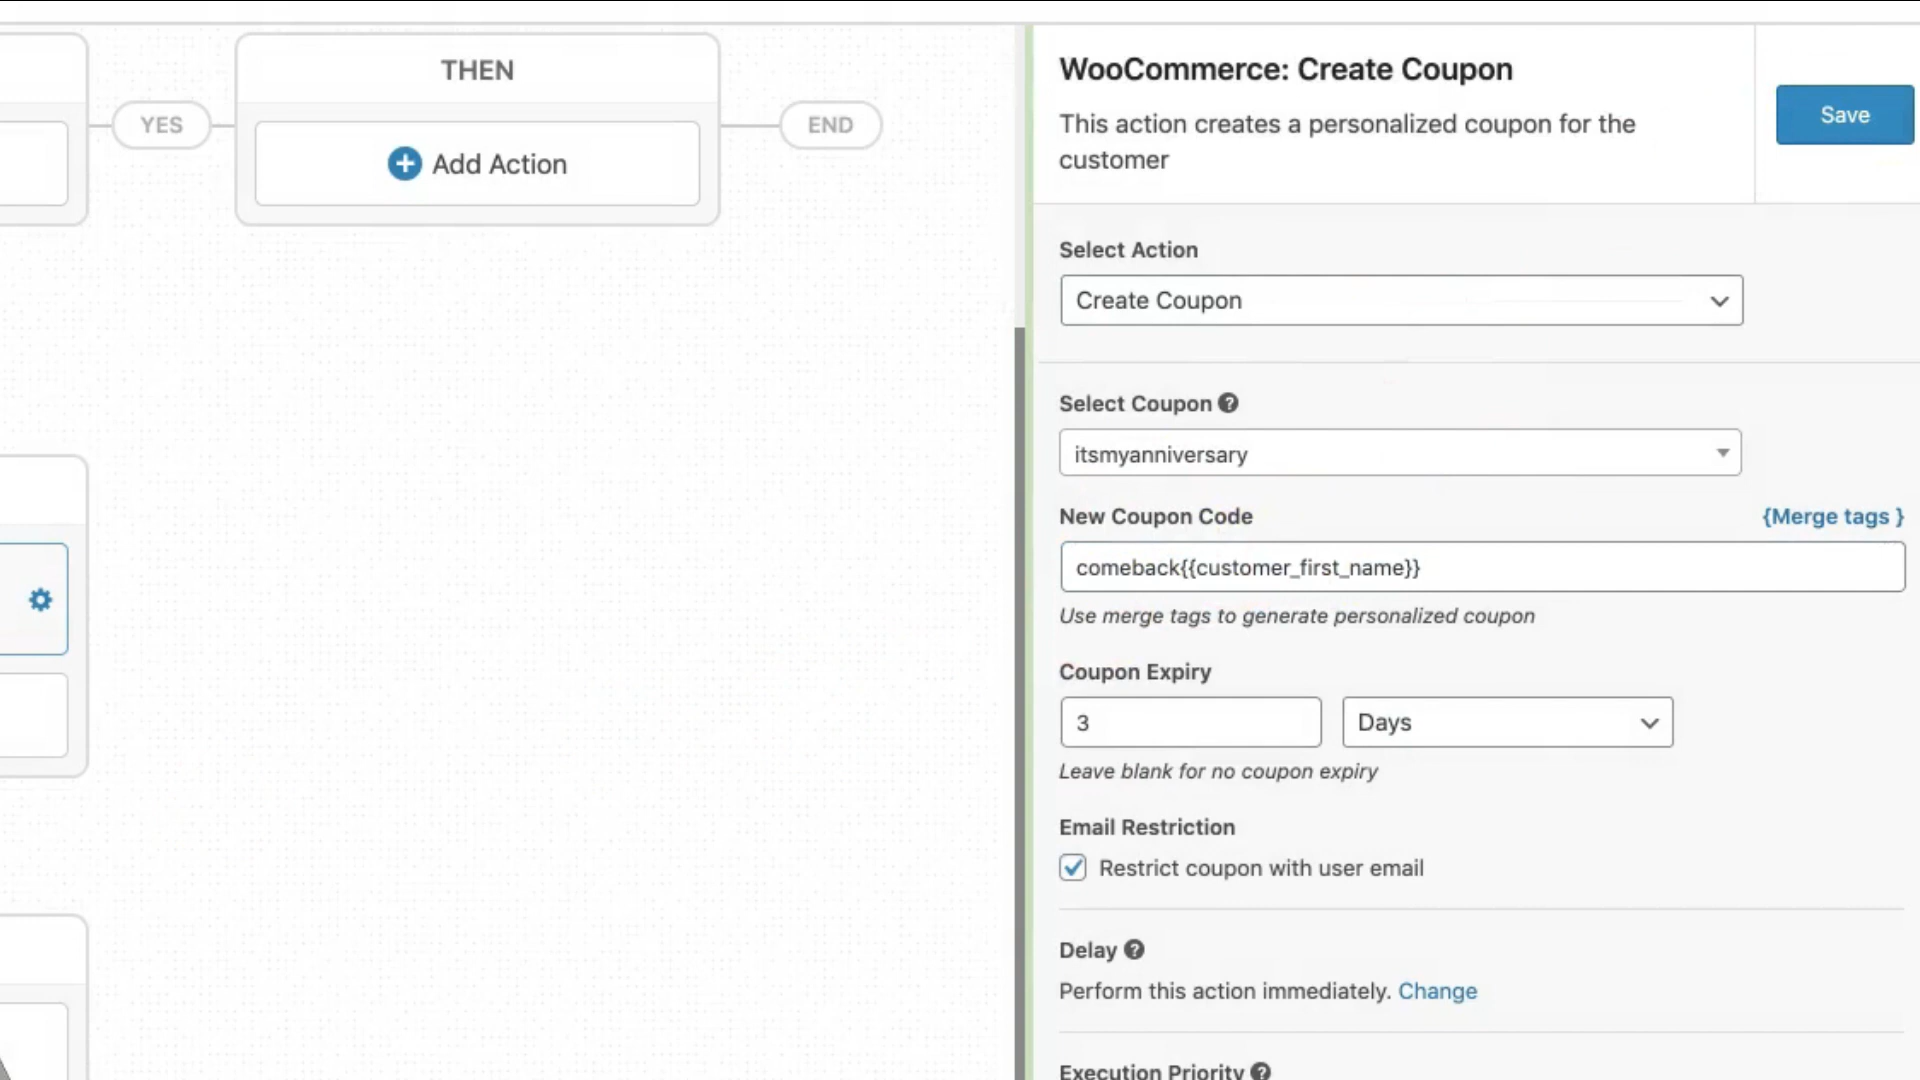 THEN
YES
Add Action
END
WooCommerce: Create Coupon
This action creates a personalized coupon for the
customer
Save
Select Action
Create Coupon
Select Coupon
itsmyanniversary
New Coupon Code
{Merge tags }
comeback{{customer_first_name}}
Use merge tags to generate personalized coupon
Coupon Expiry
3
Days
Leave blank for no coupon expiry
Email Restriction
Restrict coupon with user email
Delay
Perform this action immediately. Change
Execution Priority